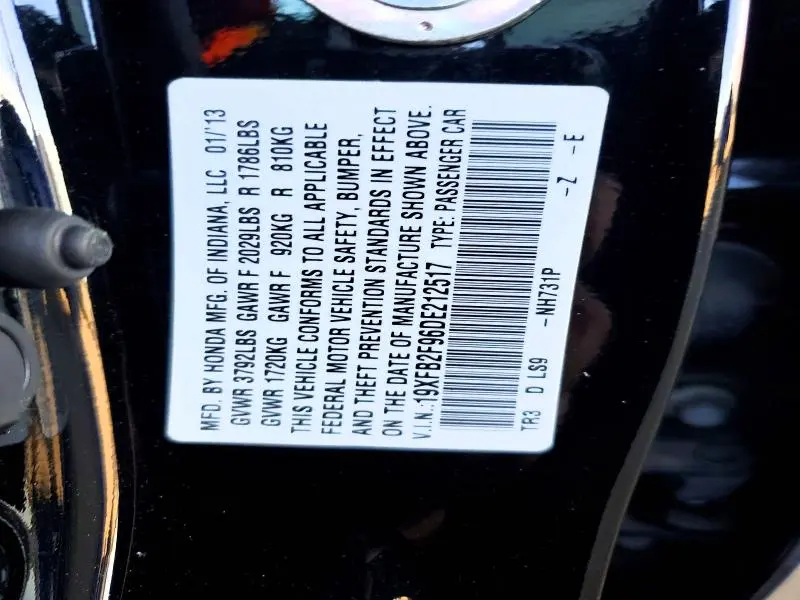 MFD. BY HONDA MFG. OF INDIANA, LLC 01/'13
GVWR 3792LBS GAWR F 2029LBS R 1786LBS
GVWR 1720KG GAWR F 920KG R 810KG
THIS VEHICLE CONFORMS TO ALL APPLICABLE
FEDERAL MOTOR VEHICLE SAFETY, BUMPER,
AND THEFT PREVENTION STANDARDS IN EFFECT
ON THE DATE OF MANUFACTURE SHOWN ABOVE.
V.I.N.:19XFB2F96DE212517 TYPE: PASSENGER CAR
TR3 D LS9 -NH731P -Z -E